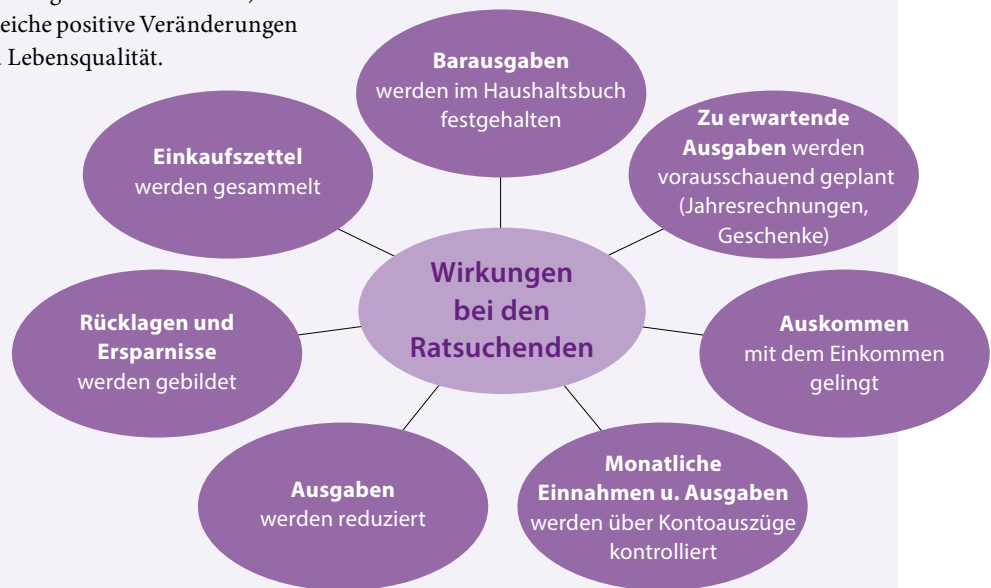 eiche positive Veränderungen
Lebensqualität.
Barausgaben
werden im Haushaltsbuch
festgehalten
Zu erwartende
Ausgaben werden
vorausschauend geplant
(Jahresrechnungen,
Geschenke)
Einkaufszettel
werden gesammelt
Wirkungen
bei den
Ratsuchenden
Rücklagen und
Ersparnisse
werden gebildet
Auskommen
mit dem Einkommen
gelingt
Ausgaben
werden reduziert
Monatliche
Einnahmen u. Ausgaben
werden über Kontoauszüge
kontrolliert